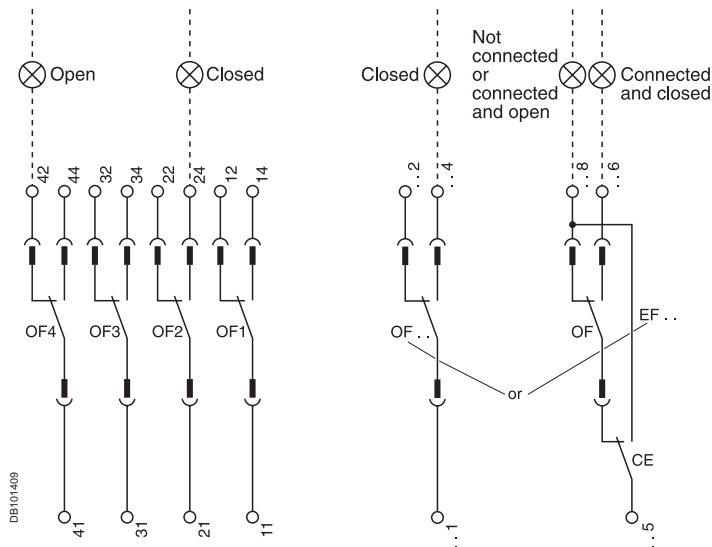 Open
Closed
Closed
Not
connected
or
connected
and open
Connected
and closed
42
44
32
34
22
24
12
14
. . 2
. . 4
. . 8
. . 6
OF4
OF3
OF2
OF1
OF . .
OF
EF . .
or
CE
41
31
21
11
. . 1
. . 5
DB101409